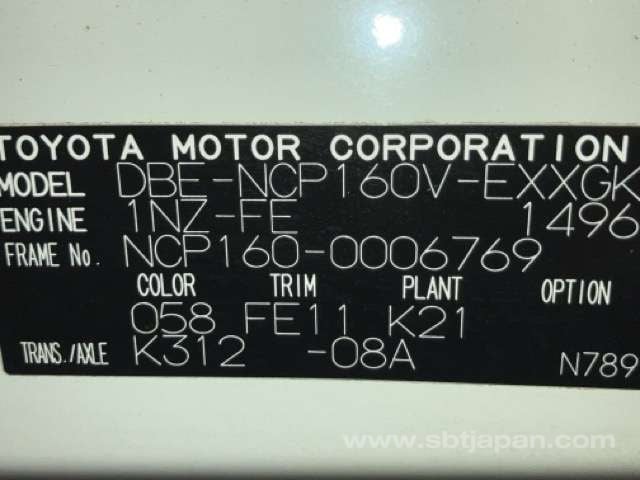 TOYOTA MOTOR CORPORATION
MODEL DBE-NCP160V-EXXGK
ENGINE 1NZ-FE 1496
FRAME No. NCP160-0006769
COLOR TRIM PLANT OPTION
058 FE11 K21
TRANS./AXLE K312 -08A N789
www.sbtjapan.com